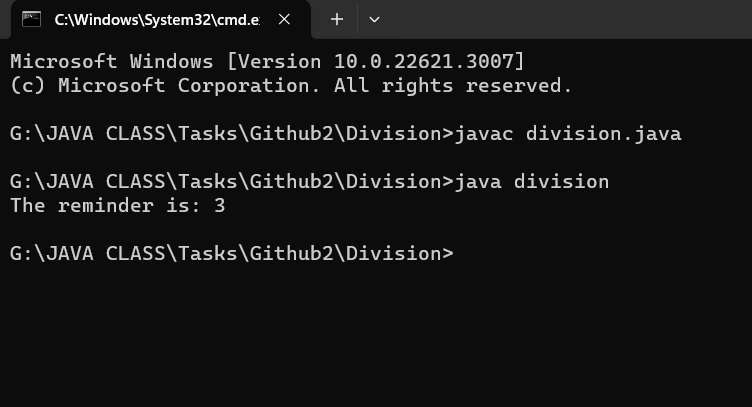 C:\Windows\System32\cmd.e
Microsoft Windows [Version 10.0.22621.3007]
(c) Microsoft Corporation. All rights reserved.
G:\JAVA CLASS\Tasks\Github2\Division>javac division.java
G:\JAVA CLASS\Tasks\Github2\Division>java division
The reminder is: 3
G:\JAVA CLASS\Tasks\Github2\Division>